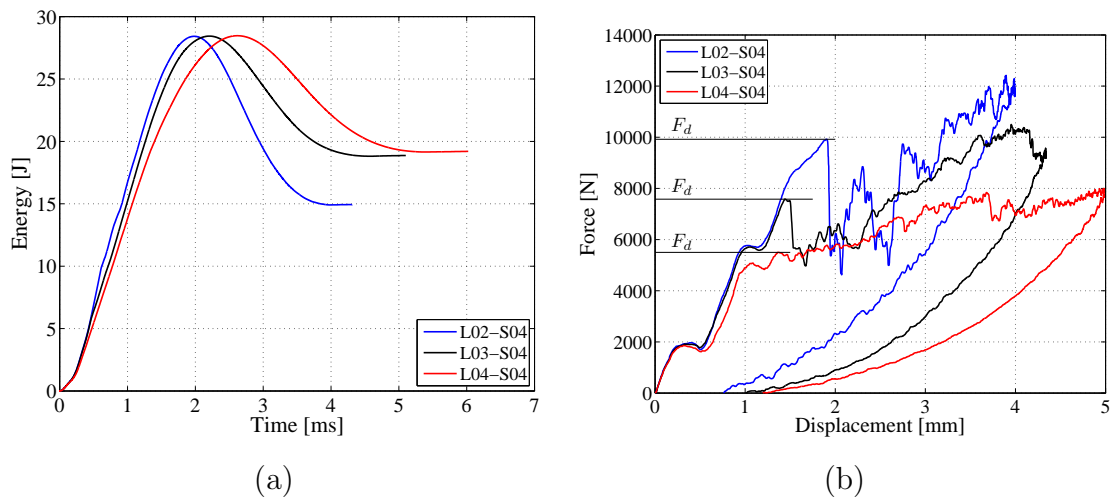 30
25
20
15
10
5
0
0 1 2 3 4 5 6 7
Energy [J]
Time [ms]
L02−S04
L03−S04
L04−S04
(a)
14000
12000
10000
8000
6000
4000
2000
0
0 1 2 3 4 5
Force [N]
Displacement [mm]
L02−S04
L03−S04
L04−S04
F_d
F_d
F_d
(b)